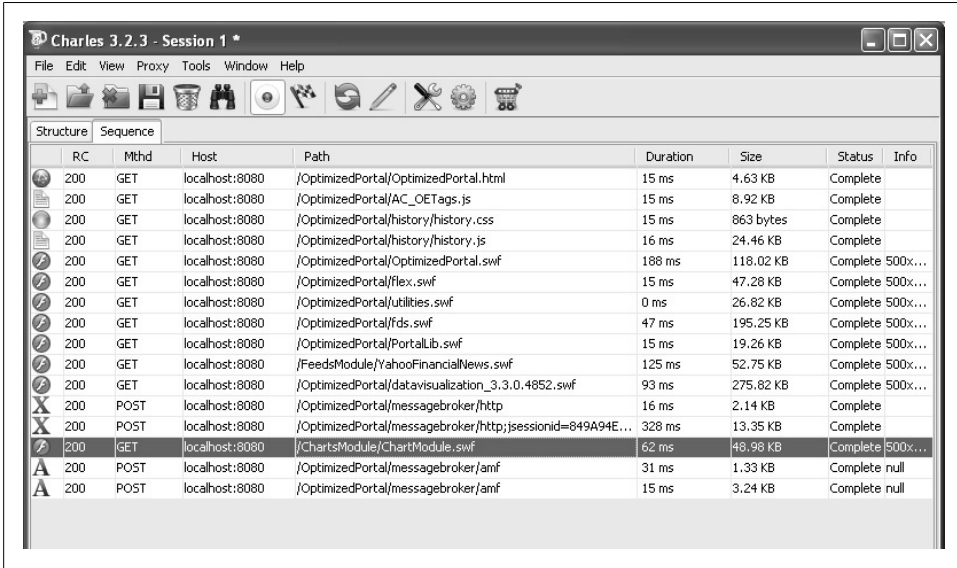 Charles 3.2.3 - Session 1 *
File Edit View Proxy Tools Window Help
Structure Sequence
RC Mthd Host Path Duration Size Status Info
200 GET localhost:8080 /OptimizedPortal/OptimizedPortal.html 15 ms 4.63 KB Complete
200 GET localhost:8080 /OptimizedPortal/AC_OETags.js 15 ms 8.92 KB Complete
200 GET localhost:8080 /OptimizedPortal/history/history.css 15 ms 863 bytes Complete
200 GET localhost:8080 /OptimizedPortal/history/history.js 16 ms 24.46 KB Complete
200 GET localhost:8080 /OptimizedPortal/OptimizedPortal.swf 188 ms 118.02 KB Complete 500x...
200 GET localhost:8080 /OptimizedPortal/flex.swf 15 ms 47.28 KB Complete 500x...
200 GET localhost:8080 /OptimizedPortal/utilities.swf 0 ms 26.82 KB Complete 500x...
200 GET localhost:8080 /OptimizedPortal/fds.swf 47 ms 195.25 KB Complete 500x...
200 GET localhost:8080 /OptimizedPortal/PortalLib.swf 15 ms 19.26 KB Complete 500x...
200 GET localhost:8080 /FeedsModule/YahooFinancialNews.swf 125 ms 52.75 KB Complete 500x...
200 GET localhost:8080 /OptimizedPortal/datavisualization_3.3.0.4852.swf 93 ms 275.82 KB Complete 500x...
X 200 POST localhost:8080 /OptimizedPortal/messagebroker/http 16 ms 2.14 KB Complete
X 200 POST localhost:8080 /OptimizedPortal/messagebroker/http;jsessionid=849A94E... 328 ms 13.35 KB Complete
200 GET localhost:8080 /ChartsModule/ChartModule.swf 62 ms 48.98 KB Complete 500x...
A 200 POST localhost:8080 /OptimizedPortal/messagebroker/amf 31 ms 1.33 KB Complete null
A 200 POST localhost:8080 /OptimizedPortal/messagebroker/amf 15 ms 3.24 KB Complete null